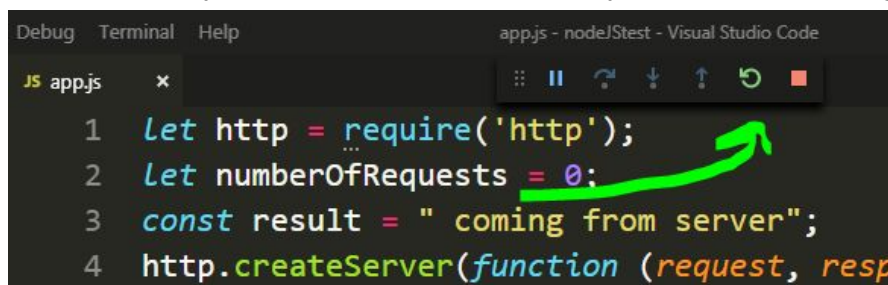 Debug Terminal Help app.js - nodeJStest - Visual Studio Code
JS app.js ×
1 let http = require('http');
2 let numberOfRequests = 0;
3 const result = " coming from server";
4 http.createServer(function (request, resp